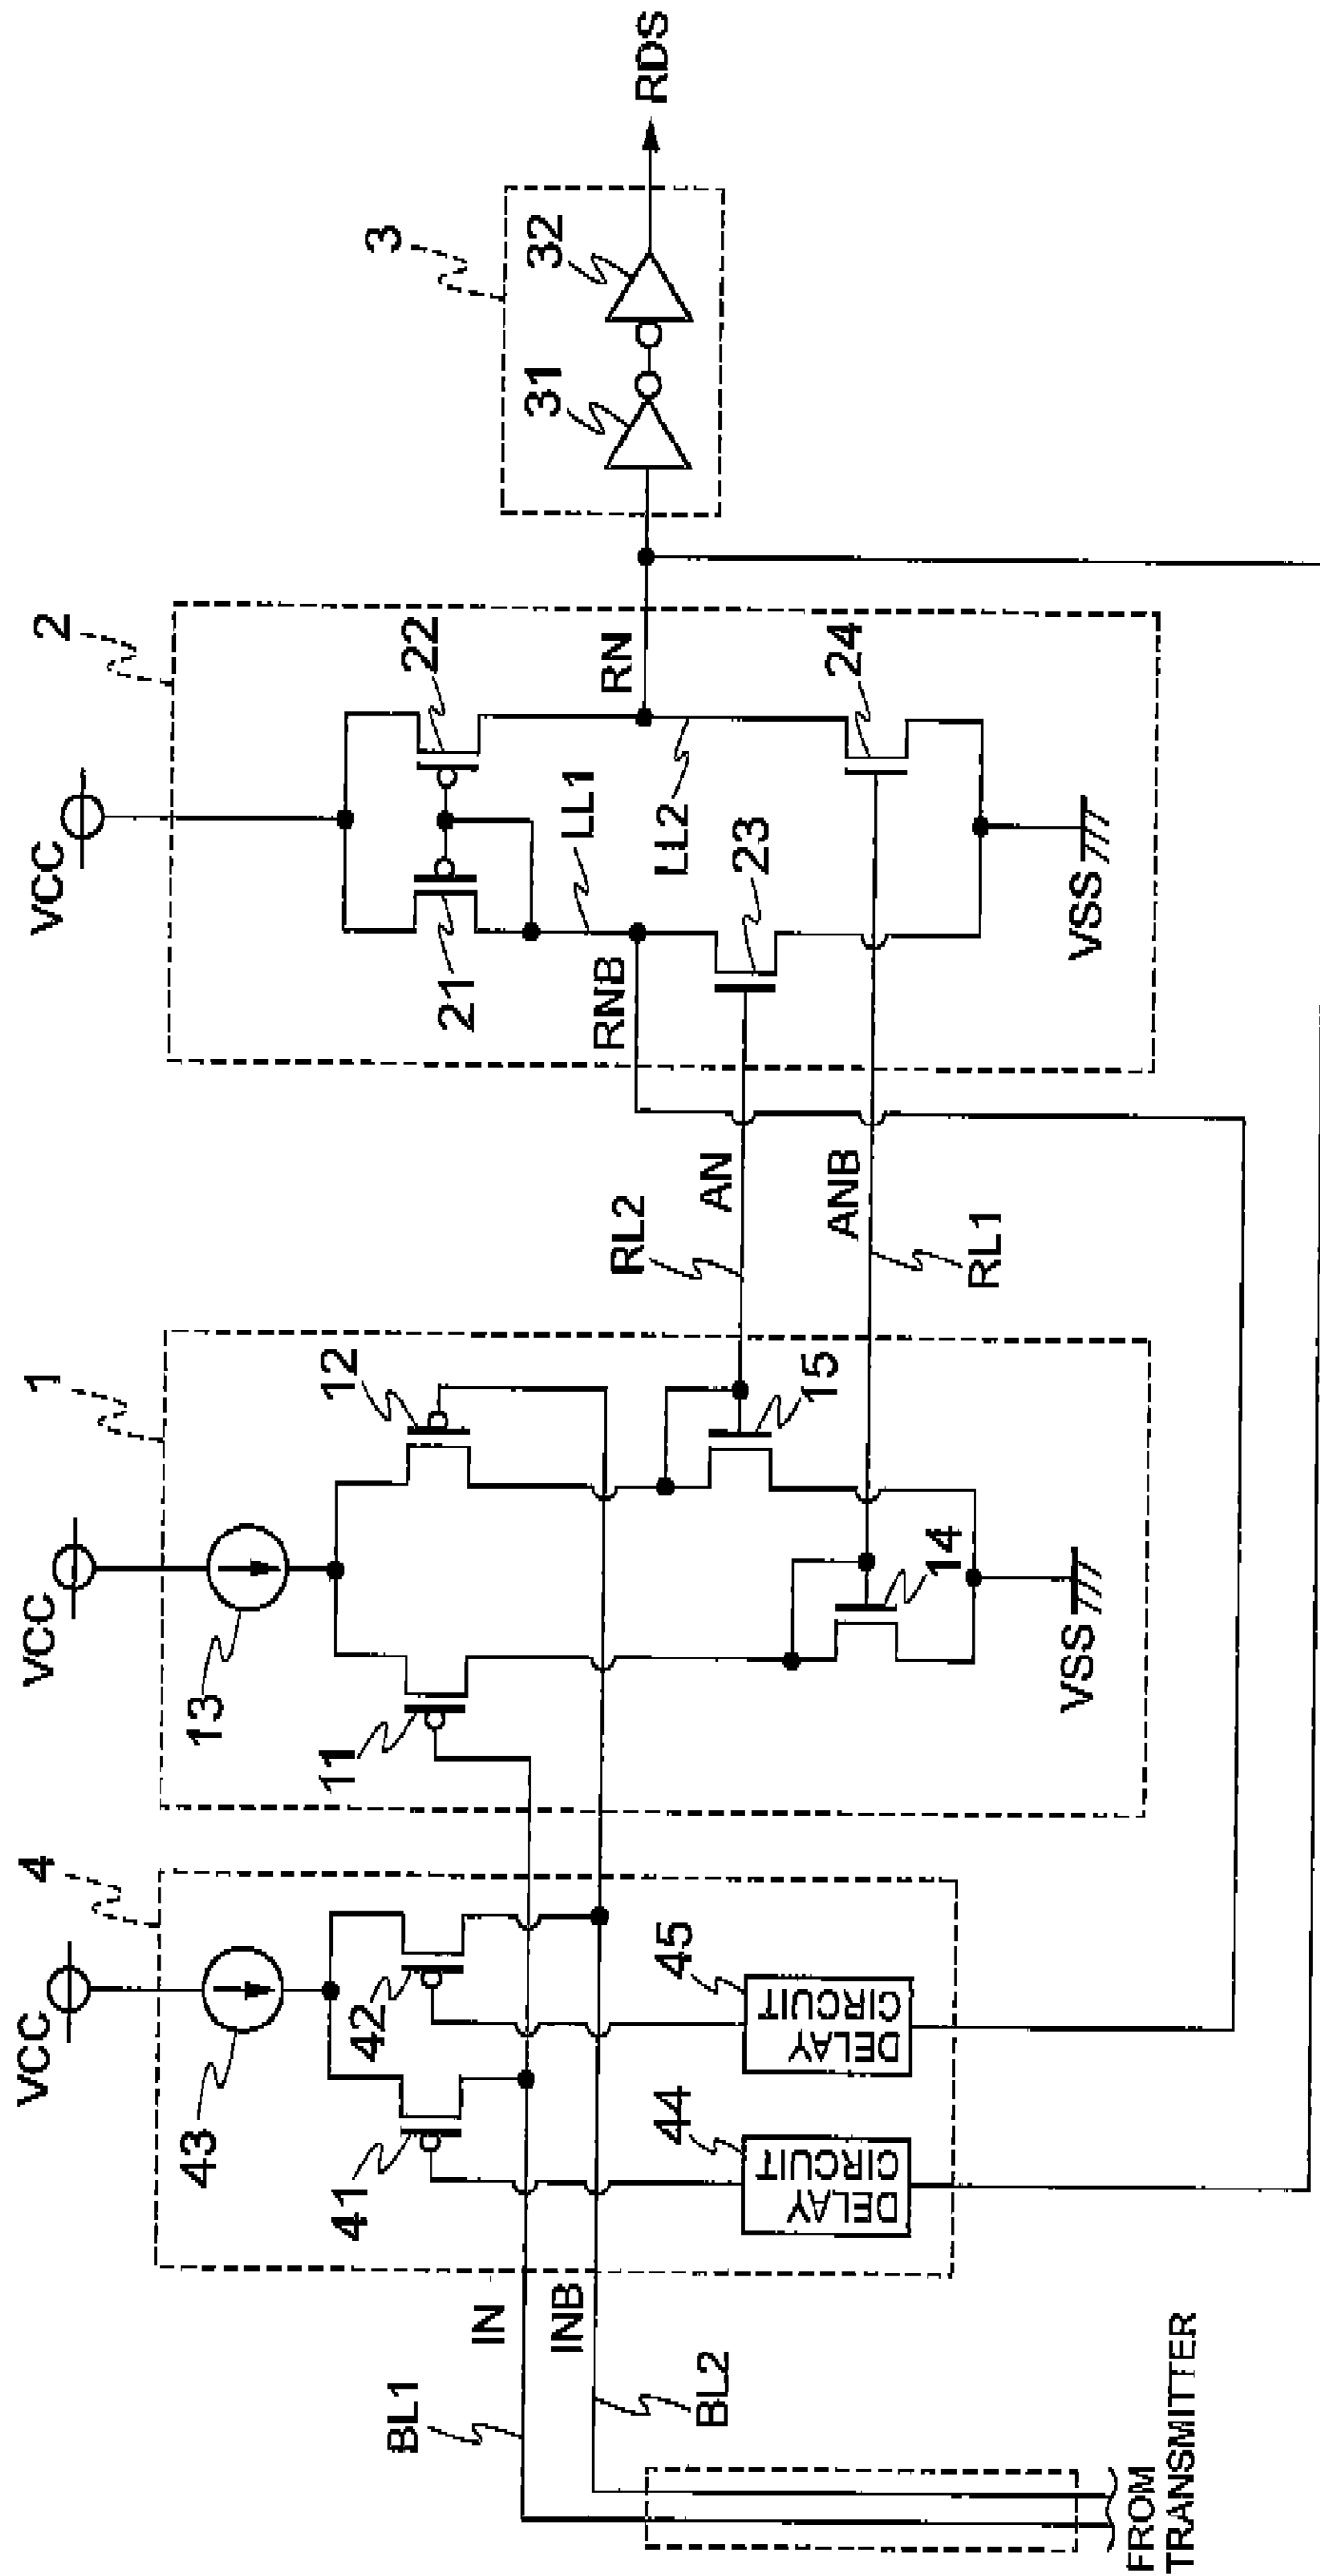 VCC
VCC
VCC
4
1
2
3
43
13
41
42
11
12
21
22
31
32
RDS
IN
INB
BL1
BL2
44
DELAY
CIRCUIT
45
DELAY
CIRCUIT
14
15
VSS
RL2
AN
ANB
RL1
RNB
LL1
RN
LL2
23
24
VSS
FROM
TRANSMITTER